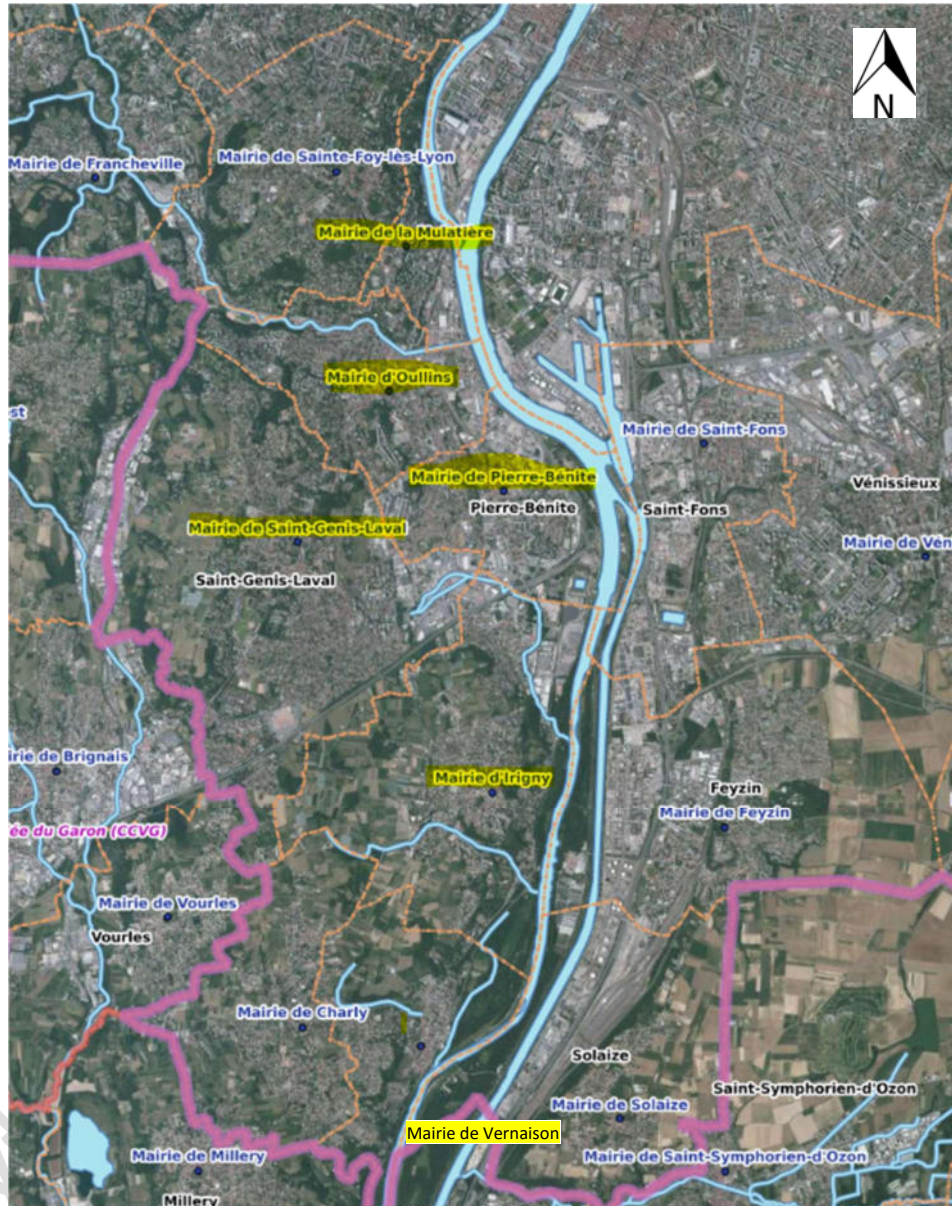 N
Mairie de Francheville
Mairie de Sainte-Foy-lès-Lyon
Mairie de la Mulatière
Mairie d'Oullins
st
Mairie de Saint-Fons
Mairie de Pierre-Bénite
Pierre-Bénite
Vénissieux
Saint-Fons
Mairie de Saint-Genis-Laval
Mairie de Vén
Saint-Genis-Laval
irie de Brignais
Mairie d'Irigny
Feyzin
Mairie de Feyzin
ée du Garon (CCVG)
Mairie de Vourles
Vourles
Mairie de Charly
Solaize
Saint-Symphorien-d'Ozon
Mairie de Solaize
Mairie de Vernaison
Mairie de Millery
Mairie de Saint-Symphorien-d'Ozon
Millery